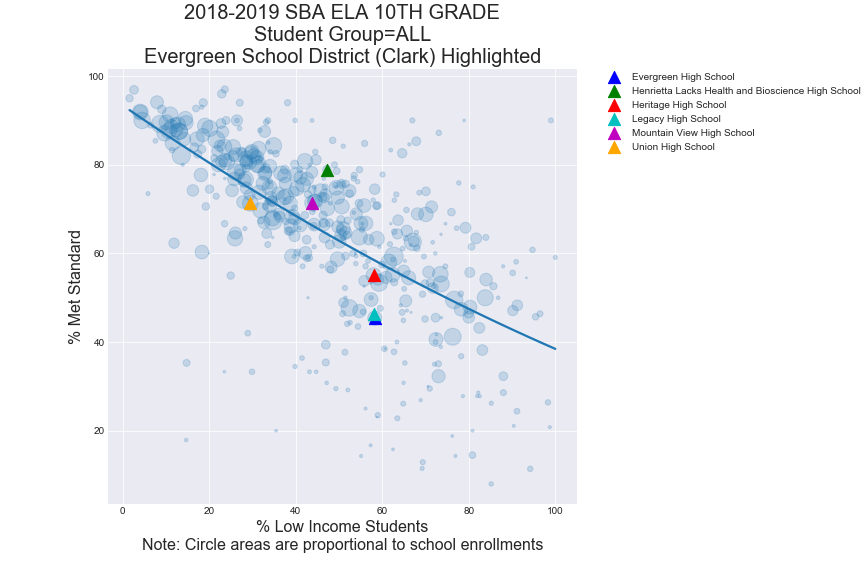 2018-2019 SBA ELA 10TH GRADE
Student Group=ALL
Evergreen School District (Clark) Highlighted
100
80
60
40
20
% Met Standard
0
20
40
60
80
100
% Low Income Students
Note: Circle areas are proportional to school enrollments
Evergreen High School
Henrietta Lacks Health and Bioscience High School
Heritage High School
Legacy High School
Mountain View High School
Union High School